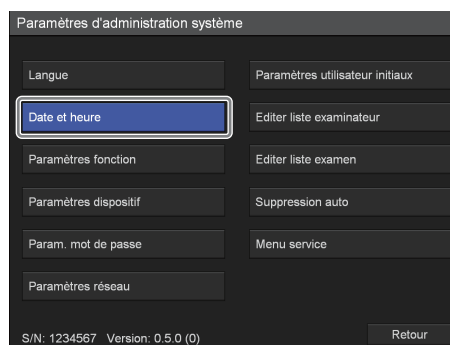 Paramètres d'administration système
Langue
Date et heure
Paramètres fonction
Paramètres dispositif
Param. mot de passe
Paramètres réseau
Paramètres utilisateur initiaux
Editer liste examinateur
Editer liste examen
Suppression auto
Menu service
S/N: 1234567 Version: 0.5.0 (0)
Retour